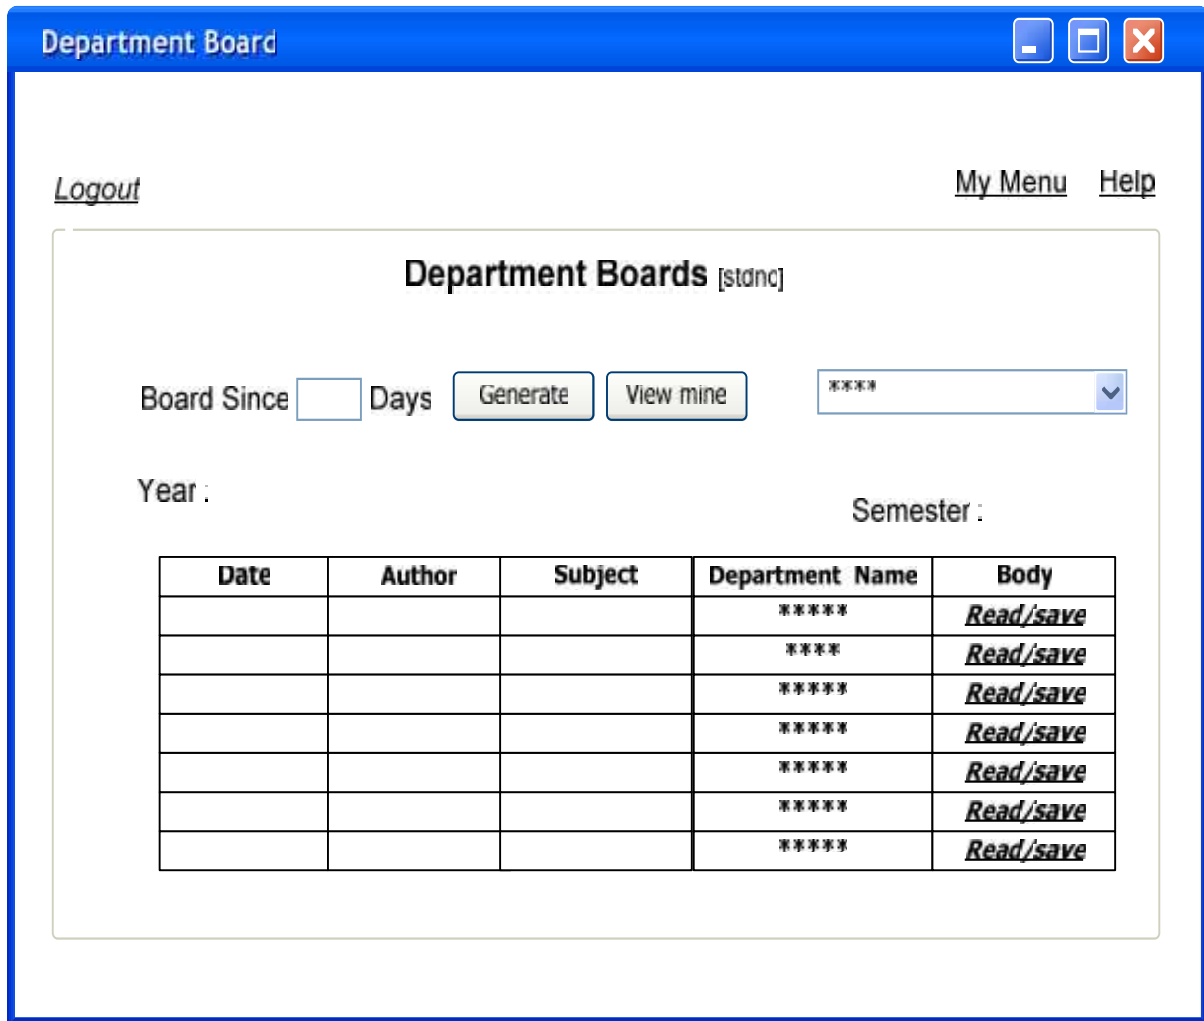 Department Board
Logout My Menu Help
Department Boards [stdno]
Board Since Days Generate View mine ****
Year :
Semester :
Date Author Subject Department Name Body
***** Read/save
**** Read/save
***** Read/save
***** Read/save
***** Read/save
***** Read/save
***** Read/save